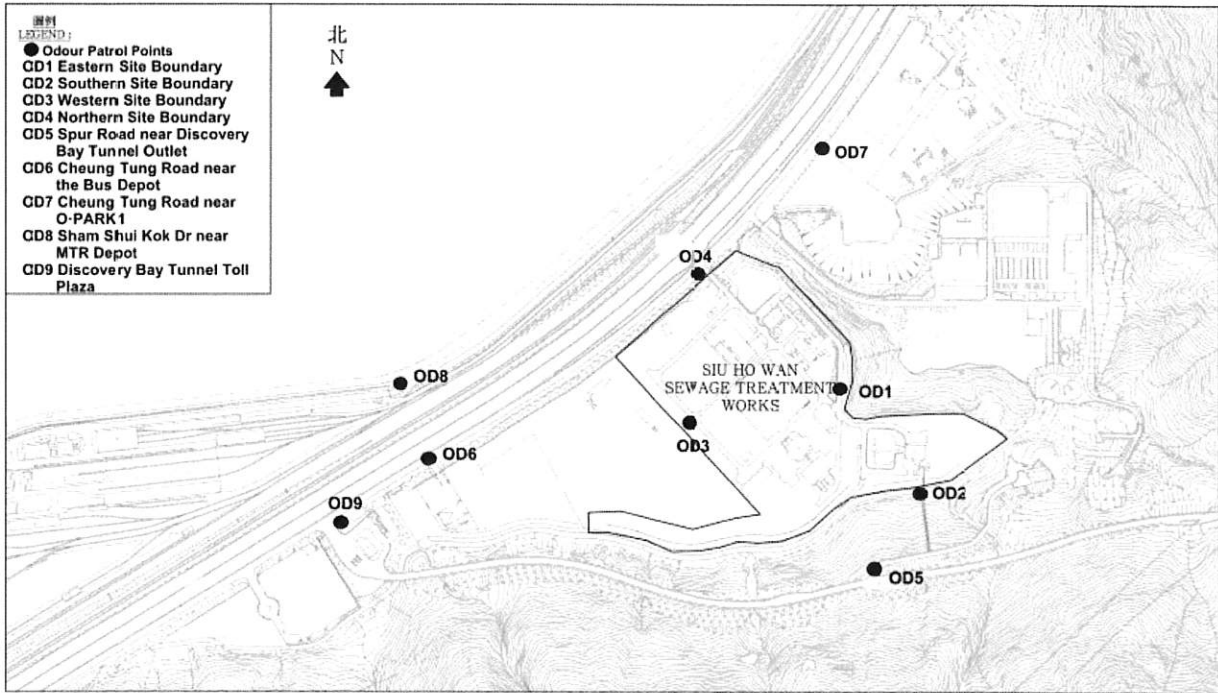 圖例
LEGEND :
Odour Patrol Points
OD1 Eastern Site Boundary
OD2 Southern Site Boundary
OD3 Western Site Boundary
OD4 Northern Site Boundary
OD5 Spur Road near Discovery
Bay Tunnel Outlet
OD6 Cheung Tung Road near
the Bus Depot
OD7 Cheung Tung Road near
O·PARK1
OD8 Sham Shui Kok Dr near
MTR Depot
OD9 Discovery Bay Tunnel Toll
Plaza
北
N
OD7
OD4
OD8
SIU HO WAN
SEWAGE TREATMENT
WORKS
OD1
OD3
OD6
OD2
OD9
OD5